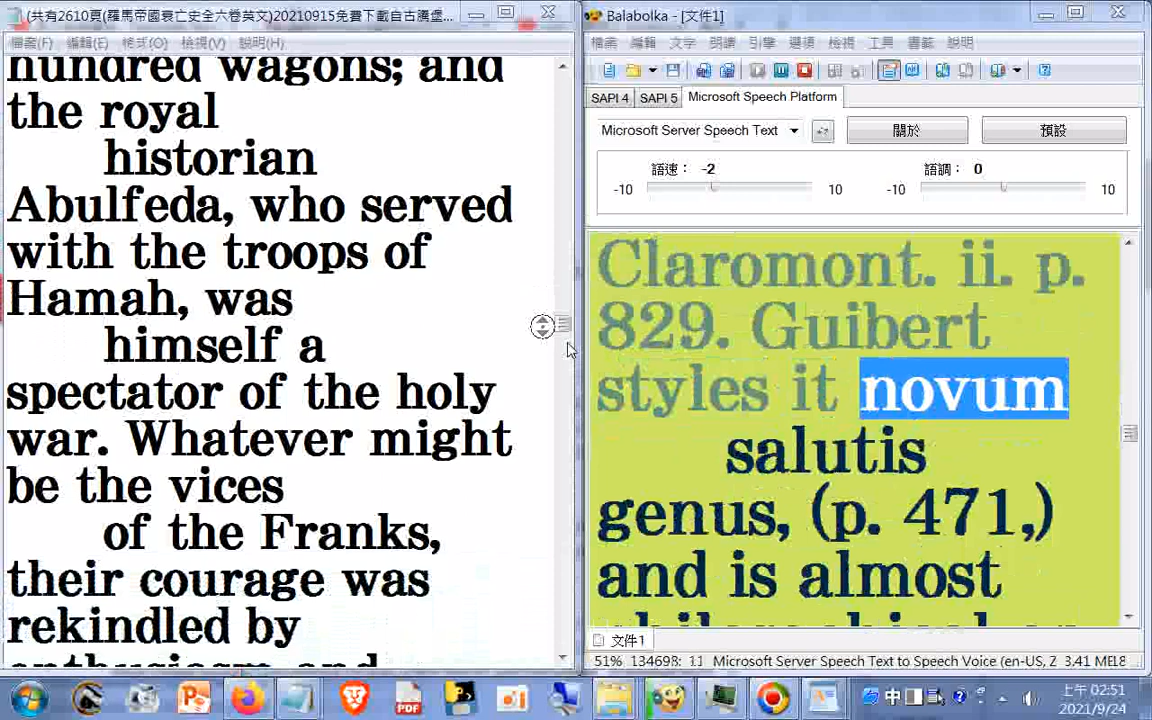 (共有2610頁(羅馬帝國衰亡史全六卷英文)20210915免費下載自古騰堡...
檔案(F) 編輯(E) 格式(O) 檢視(V) 說明(H)
hundred wagons; and
the royal
historian
Abulfeda, who served
with the troops of
Hamah, was
himself a
spectator of the holy
war. Whatever might
be the vices
of the Franks,
their courage was
rekindled by
enthusiasm and
Balabolka - [文件1]
檔案 編輯 文字 朗讀 引擎 選項 檢視 工具 書籤 說明
SAPI 4 SAPI 5 Microsoft Speech Platform
Microsoft Server Speech Text 關於 預設
語速： -2 語調： 0
-10 10 -10 10
Claromont. ii. p.
829. Guibert
styles it novum
salutis
genus, (p. 471,)
and is almost
文件1
51% 134698: 11 Microsoft Server Speech Text to Speech Voice (en-US, Z 3.41 МБ
中
上午 02:51
2021/9/24